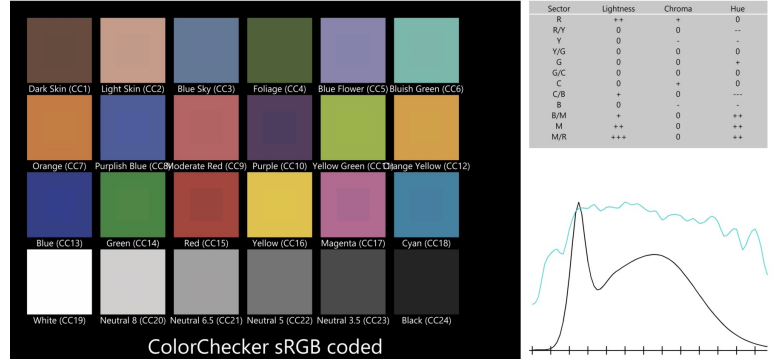 Dark Skin (CC1) Light Skin (CC2) Blue Sky (CC3) Foliage (CC4) Blue Flower (CC5) Bluish Green (CC6)
Orange (CC7) Purplish Blue (CC8) Moderate Red (CC9) Purple (CC10) Yellow Green (CC11) Orange Yellow (CC12)
Blue (CC13) Green (CC14) Red (CC15) Yellow (CC16) Magenta (CC17) Cyan (CC18)
White (CC19) Neutral 8 (CC20) Neutral 6.5 (CC21) Neutral 5 (CC22) Neutral 3.5 (CC23) Black (CC24)
ColorChecker sRGB coded
Sector Lightness Chroma Hue
R ++ + 0
R/Y 0 0 --
Y 0 - -
Y/G 0 0 0
G 0 0 +
G/C 0 0 0
C 0 + 0
C/B + 0 ---
B 0 - -
B/M + 0 ++
M ++ 0 ++
M/R +++ 0 ++